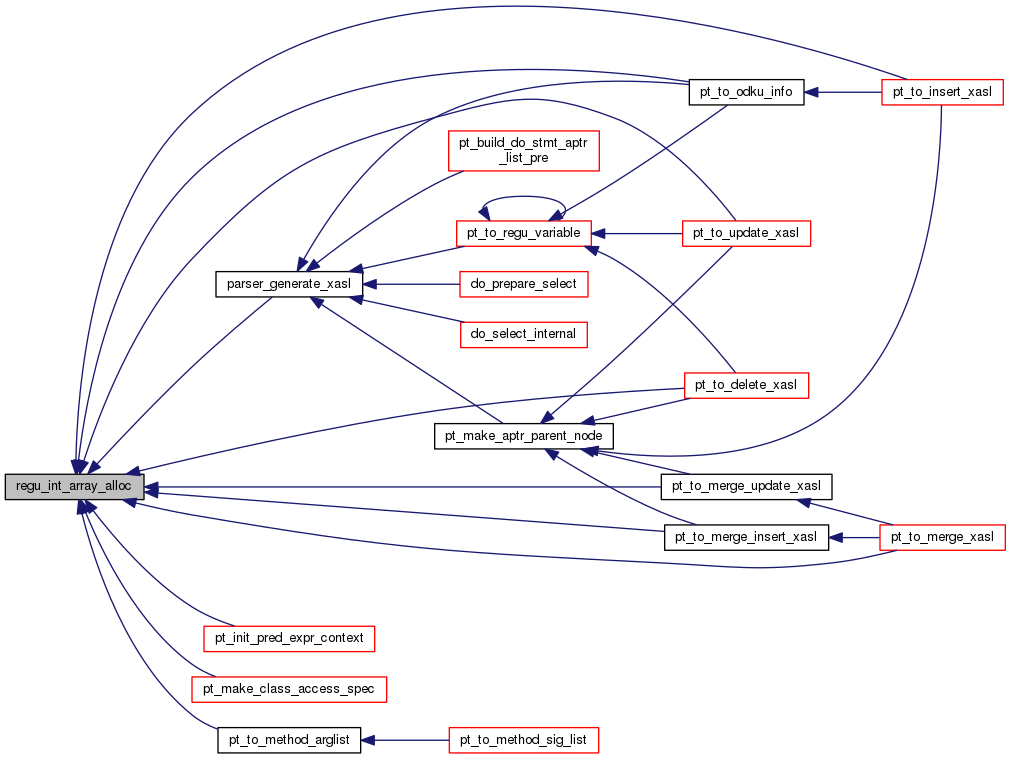 pt_to_odku_info
pt_to_insert_xasl
pt_build_do_stmt_aptr
_list_pre
pt_to_regu_variable
pt_to_update_xasl
parser_generate_xasl
do_prepare_select
do_select_internal
pt_to_delete_xasl
pt_make_aptr_parent_node
regu_int_array_alloc
pt_to_merge_update_xasl
pt_to_merge_insert_xasl
pt_to_merge_xasl
pt_init_pred_expr_context
pt_make_class_access_spec
pt_to_method_arglist
pt_to_method_sig_list